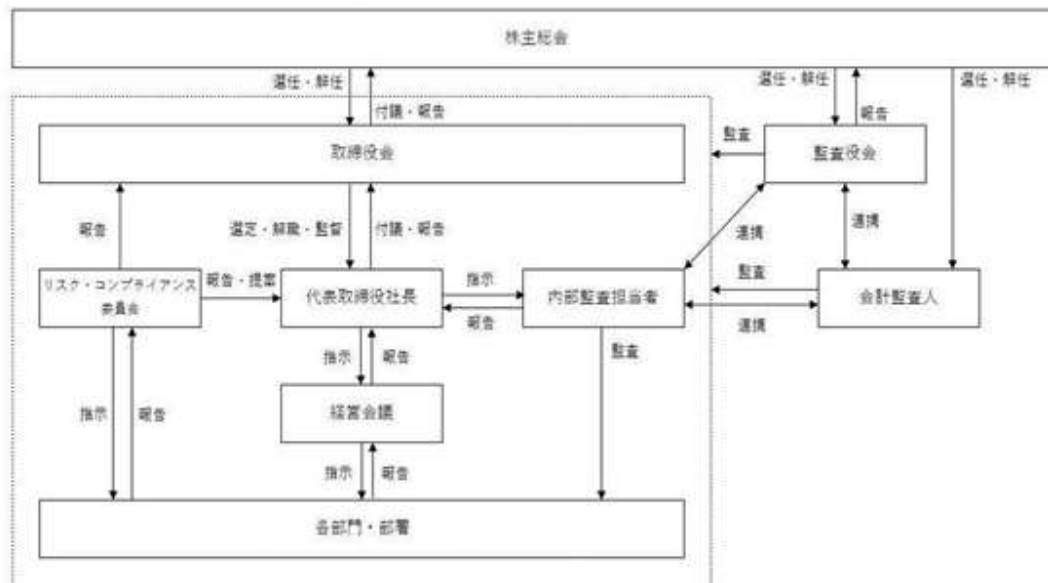 株主総会
選任・解任
付議・報告
選任・解任
報告
選任・解任
取締役会
監査
監査役会
報告
選定・解職・監督
付議・報告
連携
連携
リスク・コンプライアンス
委員会
報告・提案
代表取締役社長
指示
報告
内部監査担当者
監査
連携
会計監査人
指示
報告
監査
経営会議
指示
報告
指示
報告
各部門・部署